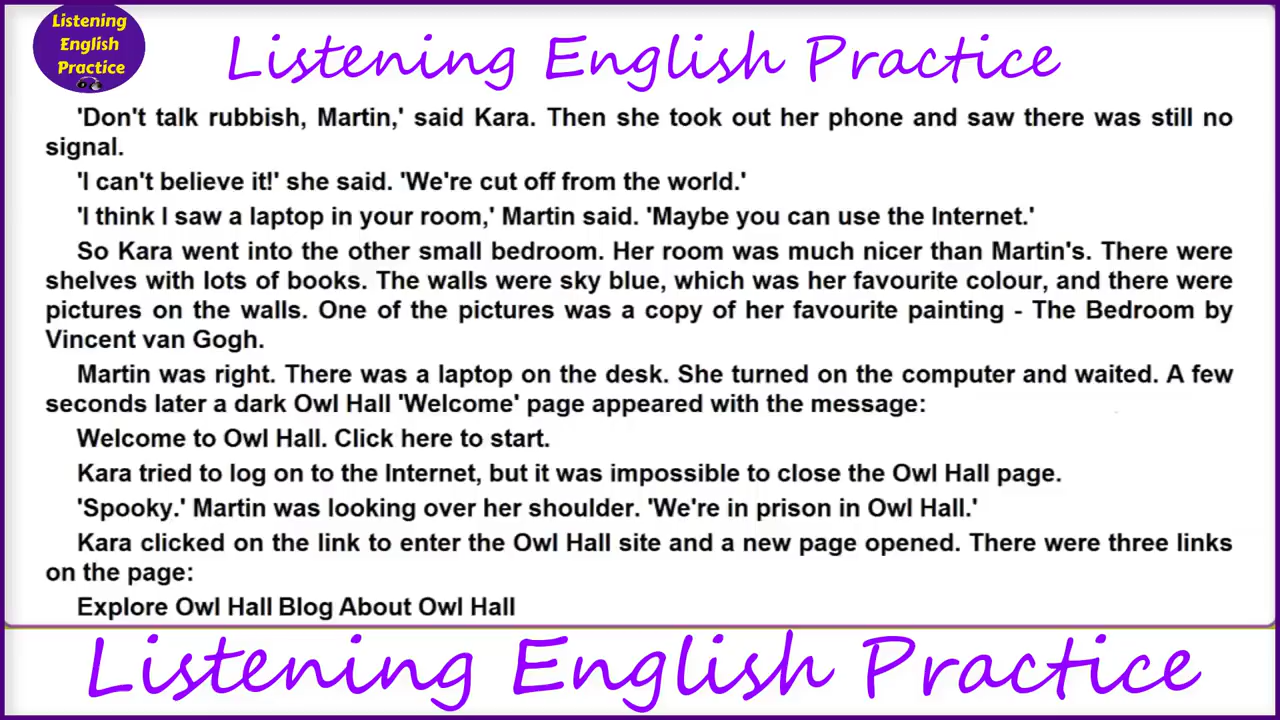 Listening
English
Practice
Listening English Practice
'Don't talk rubbish, Martin,' said Kara. Then she took out her phone and saw there was still no
signal.
'I can't believe it!' she said. 'We're cut off from the world.'
'I think I saw a laptop in your room,' Martin said. 'Maybe you can use the Internet.'
So Kara went into the other small bedroom. Her room was much nicer than Martin's. There were
shelves with lots of books. The walls were sky blue, which was her favourite colour, and there were
pictures on the walls. One of the pictures was a copy of her favourite painting - The Bedroom by
Vincent van Gogh.
Martin was right. There was a laptop on the desk. She turned on the computer and waited. A few
seconds later a dark Owl Hall 'Welcome' page appeared with the message:
Welcome to Owl Hall. Click here to start.
Kara tried to log on to the Internet, but it was impossible to close the Owl Hall page.
'Spooky.' Martin was looking over her shoulder. 'We're in prison in Owl Hall.'
Kara clicked on the link to enter the Owl Hall site and a new page opened. There were three links
on the page:
Explore Owl Hall Blog About Owl Hall
Listening English Practice